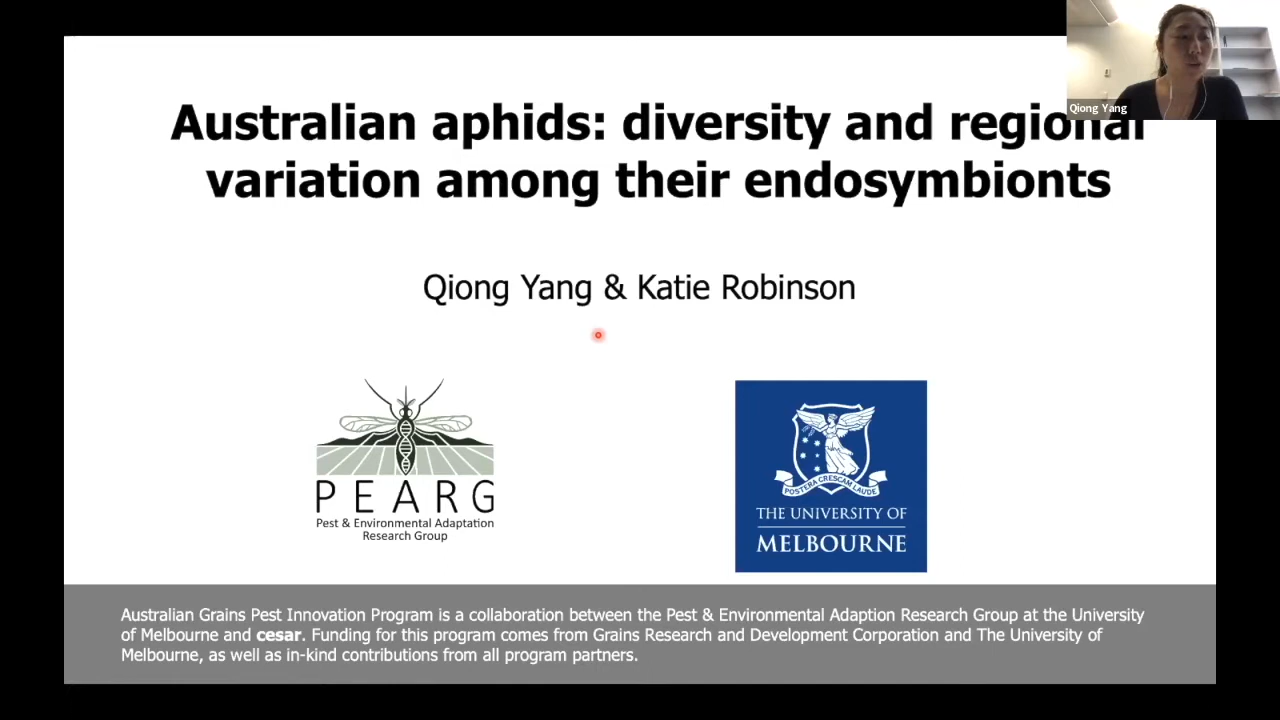 Qiong Yang
Australian aphids: diversity and regional
variation among their endosymbionts
Qiong Yang & Katie Robinson
PEARG
Pest & Environmental Adaptation
Research Group
POSTERA CRESCAM LAUDE
THE UNIVERSITY OF
MELBOURNE
Australian Grains Pest Innovation Program is a collaboration between the Pest & Environmental Adaption Research Group at the University
of Melbourne and cesar. Funding for this program comes from Grains Research and Development Corporation and The University of
Melbourne, as well as in-kind contributions from all program partners.